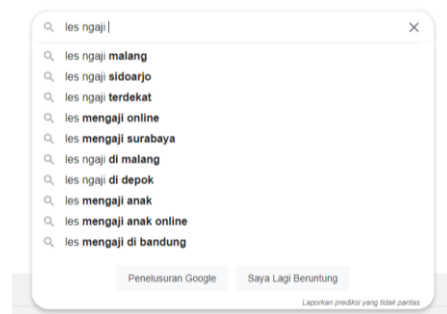 les ngaji
les ngaji malang
les ngaji sidoarjo
les ngaji terdekat
les mengaji online
les mengaji surabaya
les ngaji di malang
les ngaji di depok
les mengaji anak
les mengaji anak online
les mengaji di bandung
Penelusuran Google Saya Lagi Beruntung
Laporkan prediksi yang tidak pantas